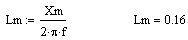 Lm := Xm / 2·π·f    Lm = 0.16